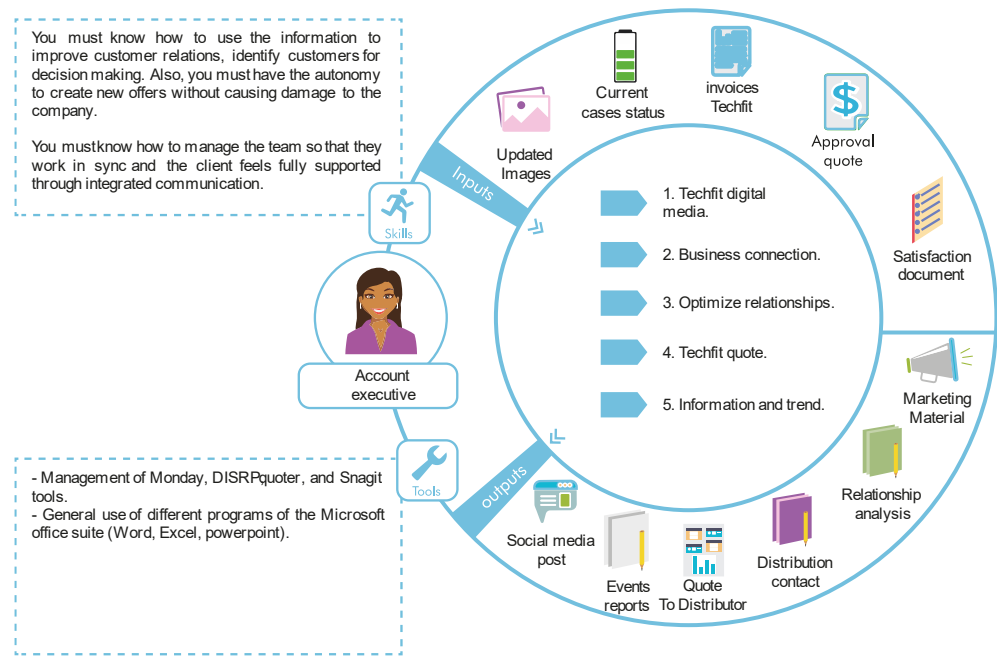 You must know how to use the information to
improve customer relations, identify customers for
decision making. Also, you must have the autonomy
to create new offers without causing damage to the
company.
You must know how to manage the team so that they
work in sync and the client feels fully supported
through integrated communication.
Skills
Account
executive
Tools
- Management of Monday, DISRPquoter, and Snagit
tools.
- General use of different programs of the Microsoft
office suite (Word, Excel, powerpoint).
Inputs
Updated
Images
Current
cases status
invoices
Techfit
Approval
quote
Satisfaction
document
1. Techfit digital
media.
2. Business connection.
3. Optimize relationships.
4. Techfit quote.
5. Information and trend.
outputs
Social media
post
Events
reports
Quote
To Distributor
Distribution
contact
Relationship
analysis
Marketing
Material